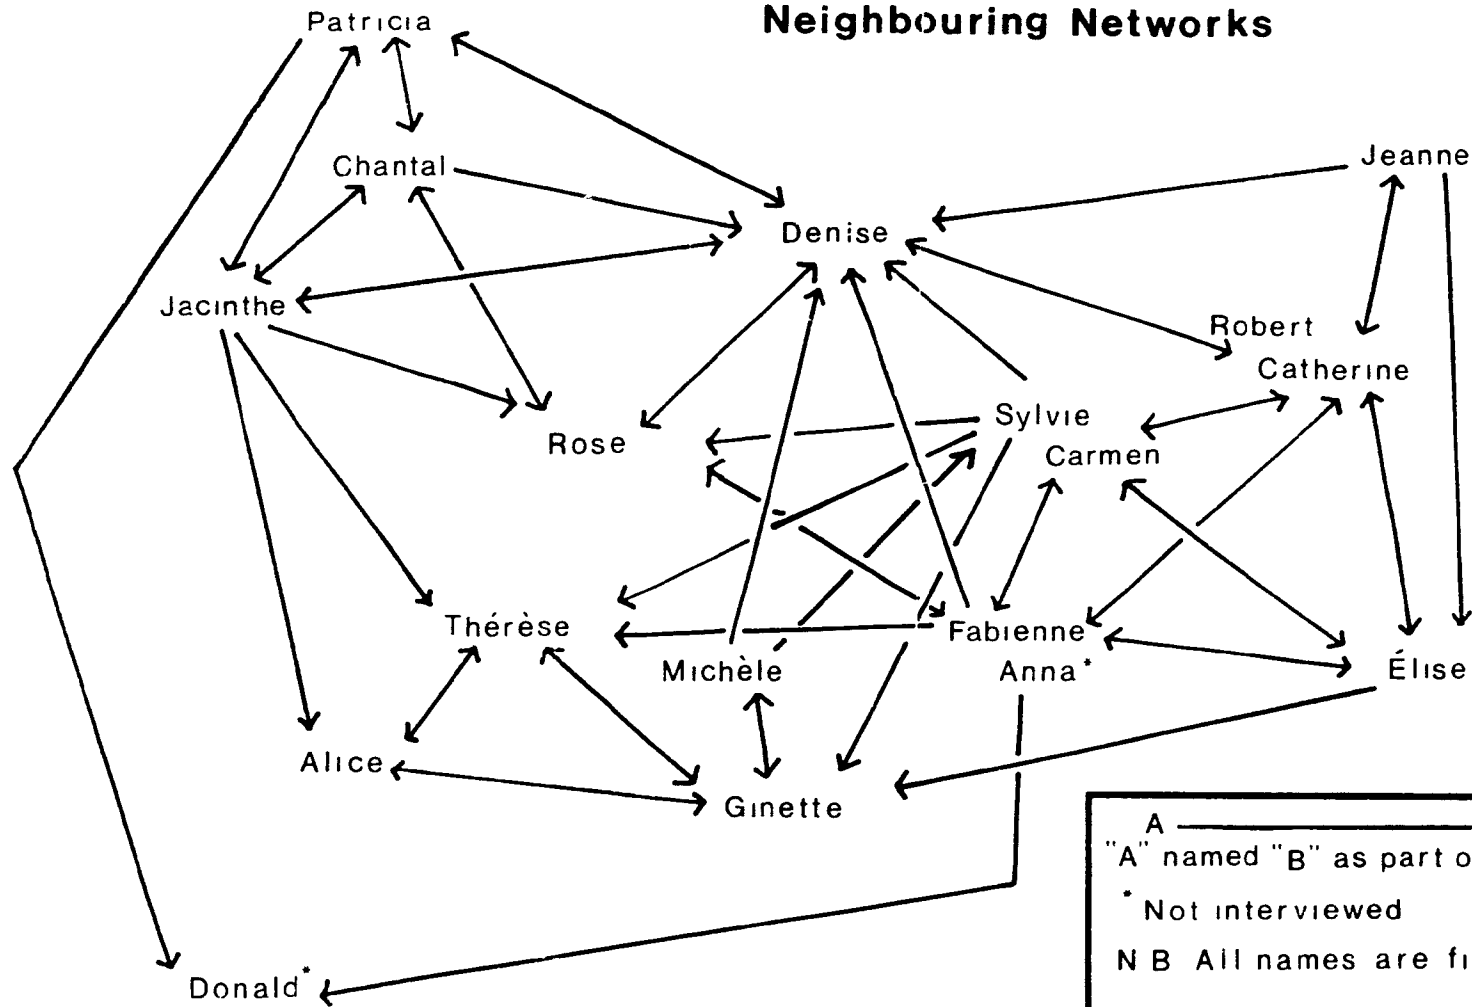 Neighbouring Networks
Patricia
Chantal
Jeanne
Denise
Jacinthe
Robert
Catherine
Sylvie
Rose
Carmen
Thérèse
Fabienne
Michèle
Anna*
Élise
Alice
Ginette
A
"A" named "B" as part
* Not interviewed
N B All names are
Donald*